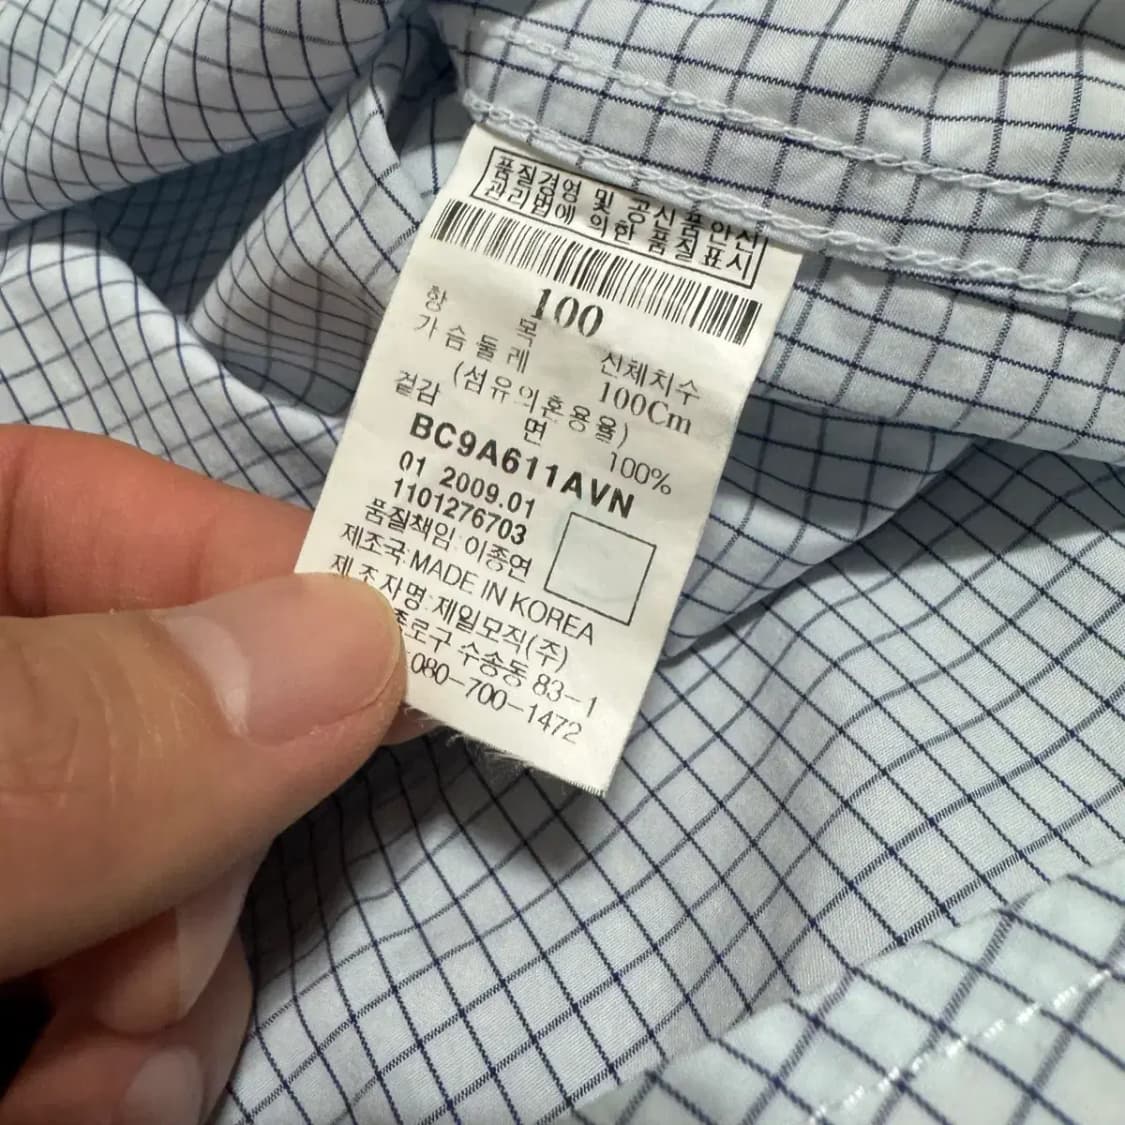 품질경영 및 공산품안전
관리법에 의한 품질표시
100
항 목 신체치수
가슴둘레 100Cm
(섬유의혼용율)
겉감 면 100%
BC9A611AVN
01 2009.01
1101276703
품질책임:이종연
제조국:MADE IN KOREA
제조자명:제일모직(주)
종로구 수송동 83-1
080-700-1472